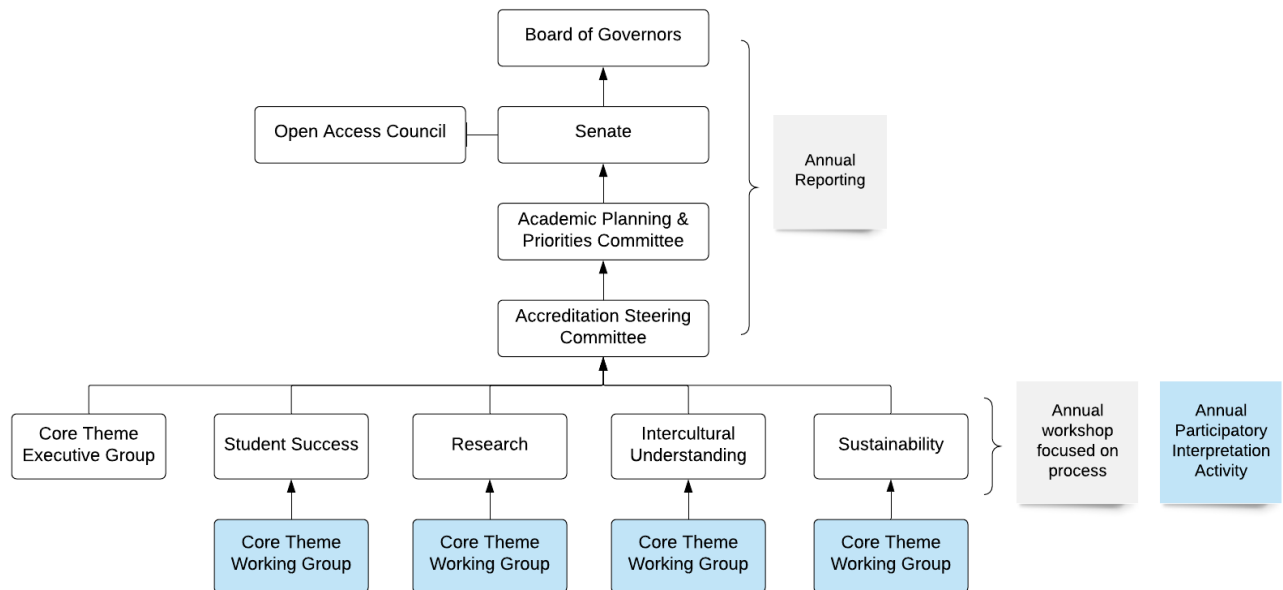 Board of Governors
Open Access Council
Senate
Annual
Reporting
Academic Planning &
Priorities Committee
Accreditation Steering
Committee
Core Theme
Executive Group
Student Success
Research
Intercultural
Understanding
Sustainability
Annual
workshop
focused on
process
Annual
Participatory
Interpretation
Activity
Core Theme
Working Group
Core Theme
Working Group
Core Theme
Working Group
Core Theme
Working Group